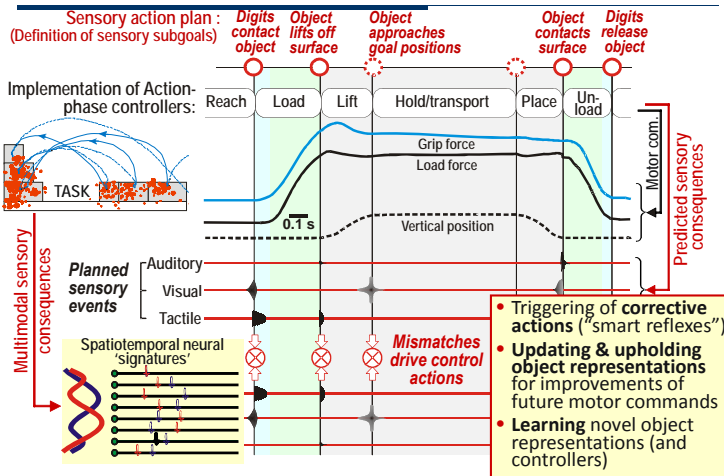 Sensory action plan :
(Definition of sensory subgoals)
Digits
contact
object
Object
lifts off
surface
Object
approaches
goal positions
Object
contacts
surface
Digits
release
object
Implementation of Action-
phase controllers:
Reach
Load
Lift
Hold/transport
Place
Un-
load
Grip force
Load force
0.1 s
Vertical position
Motor com.
Predicted sensory
consequences
TASK
Multimodal sensory
consequences
Planned
sensory
events
Auditory
Visual
Tactile
Mismatches
drive control
actions
Spatiotemporal neural
'signatures'
• Triggering of corrective
actions ("smart reflexes")
• Updating & upholding
object representations
for improvements of
future motor commands
• Learning novel object
representations (and
controllers)